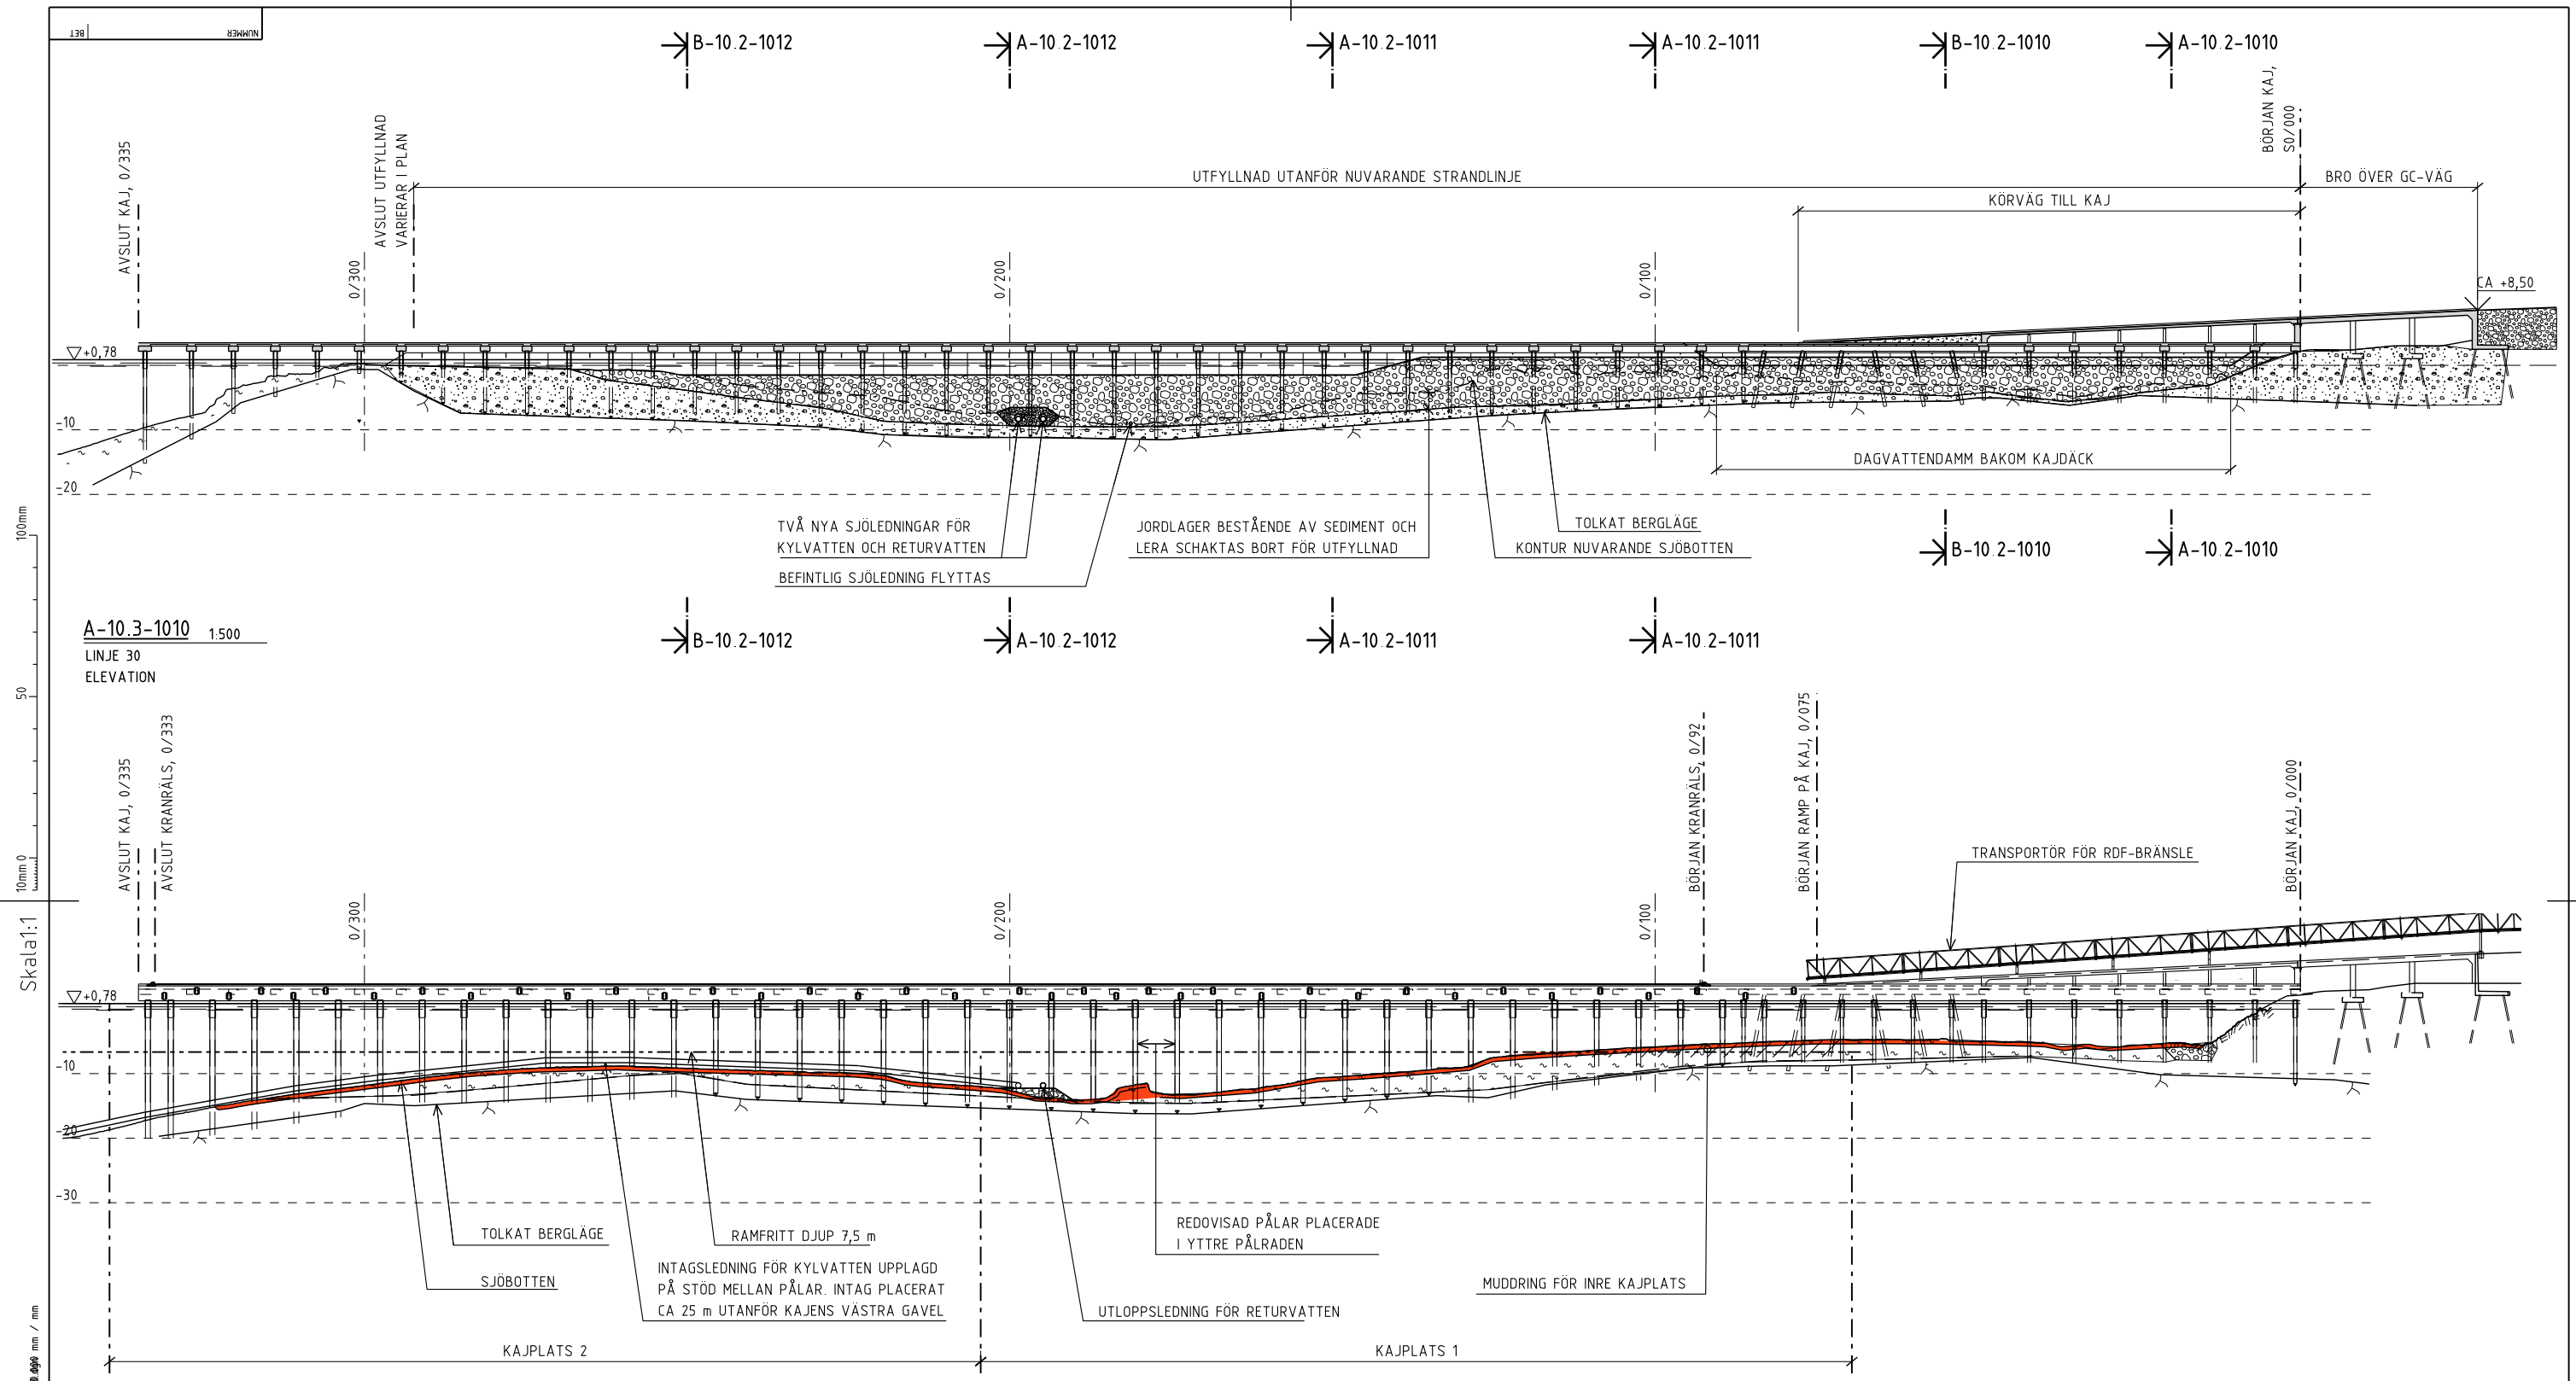 BET
NUMMER
B-10.2-1012
A-10.2-1012
A-10.2-1011
A-10.2-1011
B-10.2-1010
A-10.2-1010
AVSLUT KAJ, 0/335
AVSLUT UTFYLLNAD
VARIERAR I PLAN
BÖRJAN KAJ,
S0/000
UTFYLLNAD UTANFÖR NUVARANDE STRANDLINJE
BRO ÖVER GC-VÄG
KÖRVÄG TILL KAJ
0/300
0/200
0/100
CA +8,50
+0,78
-10
-20
DAGVATTENDAMM BAKOM KAJDÄCK
TVÅ NYA SJÖLEDNINGAR FÖR
KYLVATTEN OCH RETURVATTEN
BEFINTLIG SJÖLEDNING FLYTTAS
JORDLAGER BESTÅENDE AV SEDIMENT OCH
LERA SCHAKTAS BORT FÖR UTFYLLNAD
TOLKAT BERGLÄGE
KONTUR NUVARANDE SJÖBOTTEN
B-10.2-1010
A-10.2-1010
A-10.3-1010 1:500
LINJE 30
ELEVATION
B-10.2-1012
A-10.2-1012
A-10.2-1011
A-10.2-1011
100mm
50
0
10mm
Skala1:1
AVSLUT KAJ, 0/335
AVSLUT KRANRÄLS, 0/333
BÖRJAN KRANRÄLS, 0/92
BÖRJAN RAMP PÅ KAJ, 0/075
BÖRJAN KAJ, 0/000
TRANSPORTÖR FÖR RDF-BRÄNSLE
0/300
0/200
0/100
+0,78
-10
-20
-30
TOLKAT BERGLÄGE
SJÖBOTTEN
RAMFRITT DJUP 7,5 m
INTAGSLEDNING FÖR KYLVATTEN UPPLAGD
PÅ STÖD MELLAN PÅLAR. INTAG PLACERAT
CA 25 m UTANFÖR KAJENS VÄSTRA GAVEL
REDOVISAD PÅLAR PLACERADE
I YTTRE PÅLRADEN
UTLOPPSLEDNING FÖR RETURVATTEN
MUDDRING FÖR INRE KAJPLATS
KAJPLATS 2
KAJPLATS 1
mm / mm